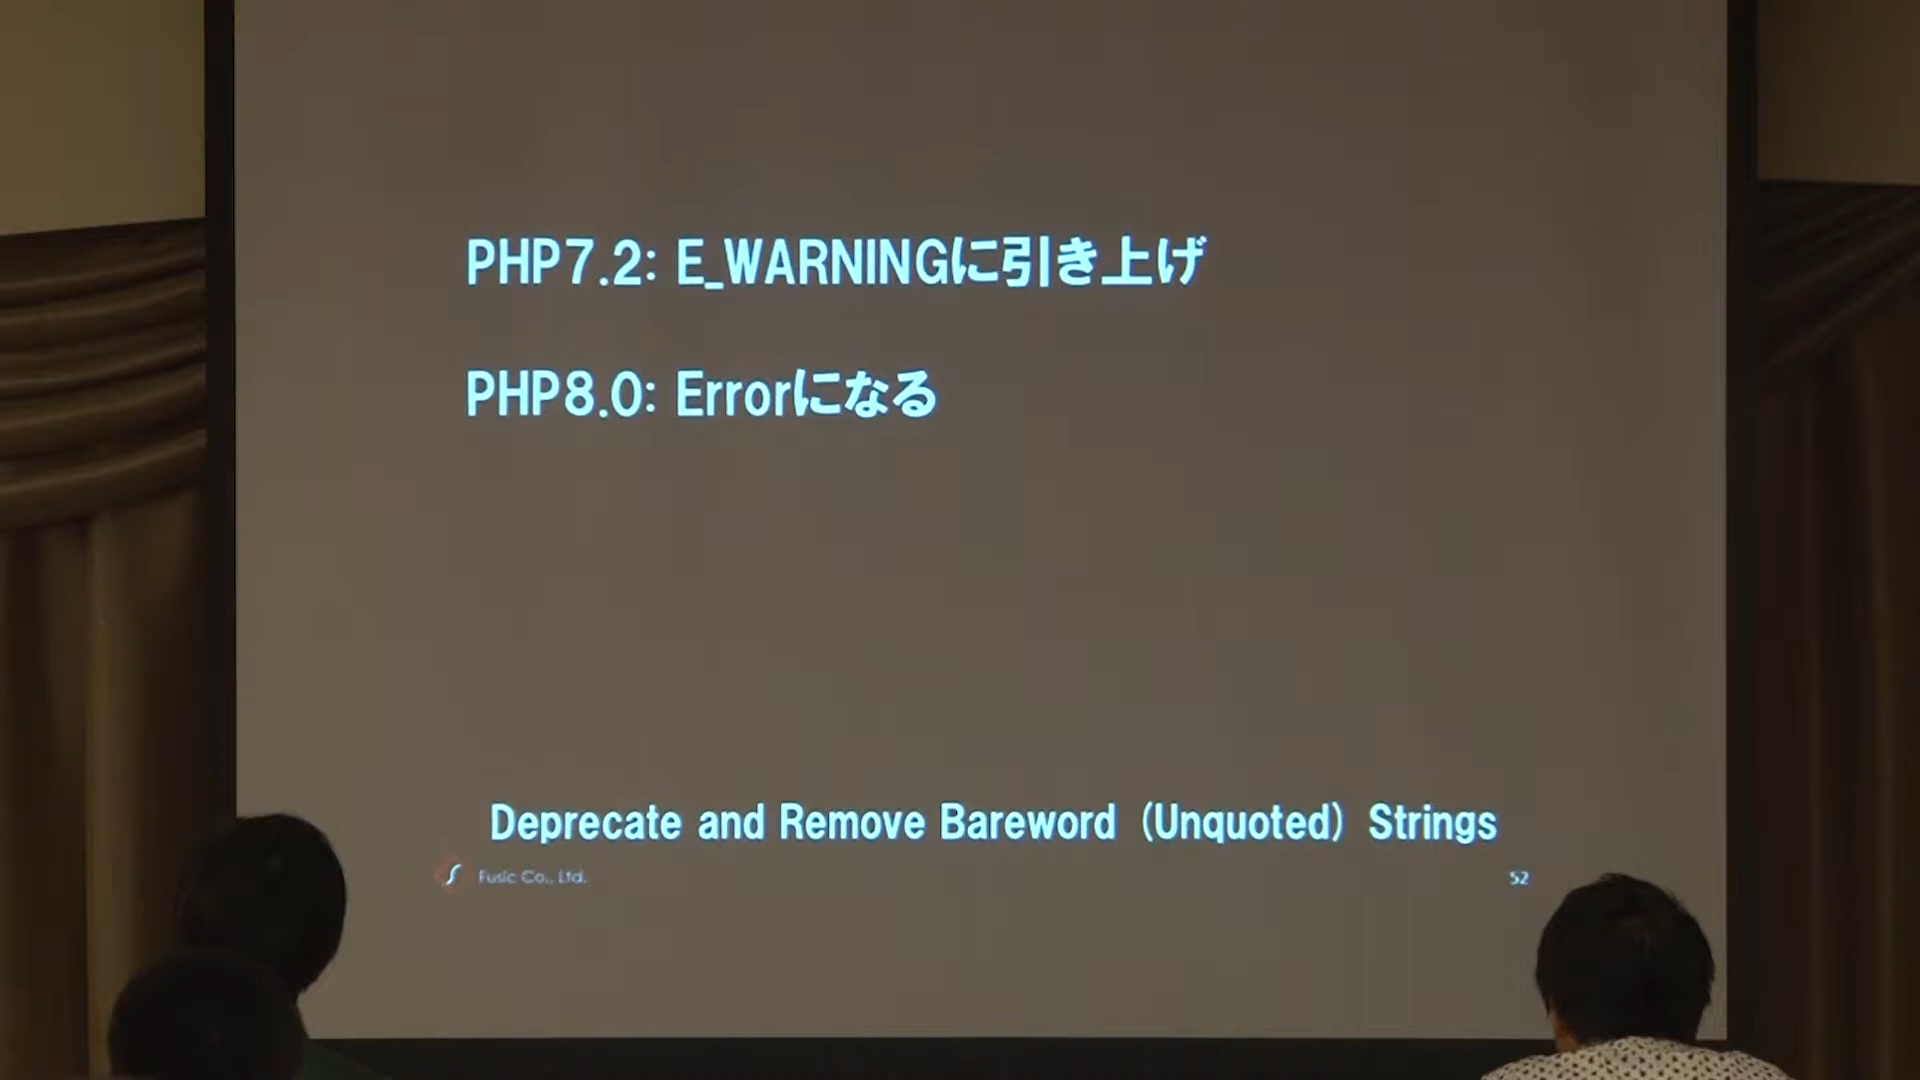 PHP7.2: E_WARNINGに引き上げ
PHP8.0: Errorになる
Deprecate and Remove Bareword (Unquoted) Strings
Fusic Co., Ltd.
52